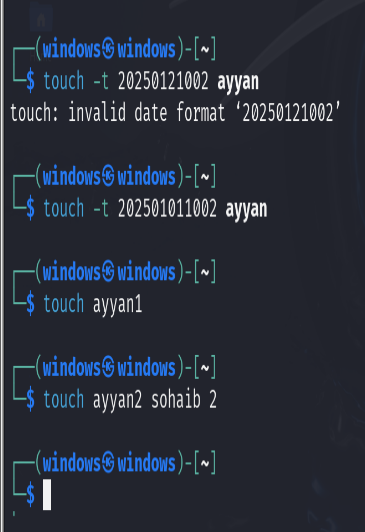 ┌──(windows㉿windows)-[~]
└─$ touch -t 20250121002 ayyan
touch: invalid date format ‘20250121002’
┌──(windows㉿windows)-[~]
└─$ touch -t 202501011002 ayyan
┌──(windows㉿windows)-[~]
└─$ touch ayyan1
┌──(windows㉿windows)-[~]
└─$ touch ayyan2 sohaib 2
┌──(windows㉿windows)-[~]
└─$